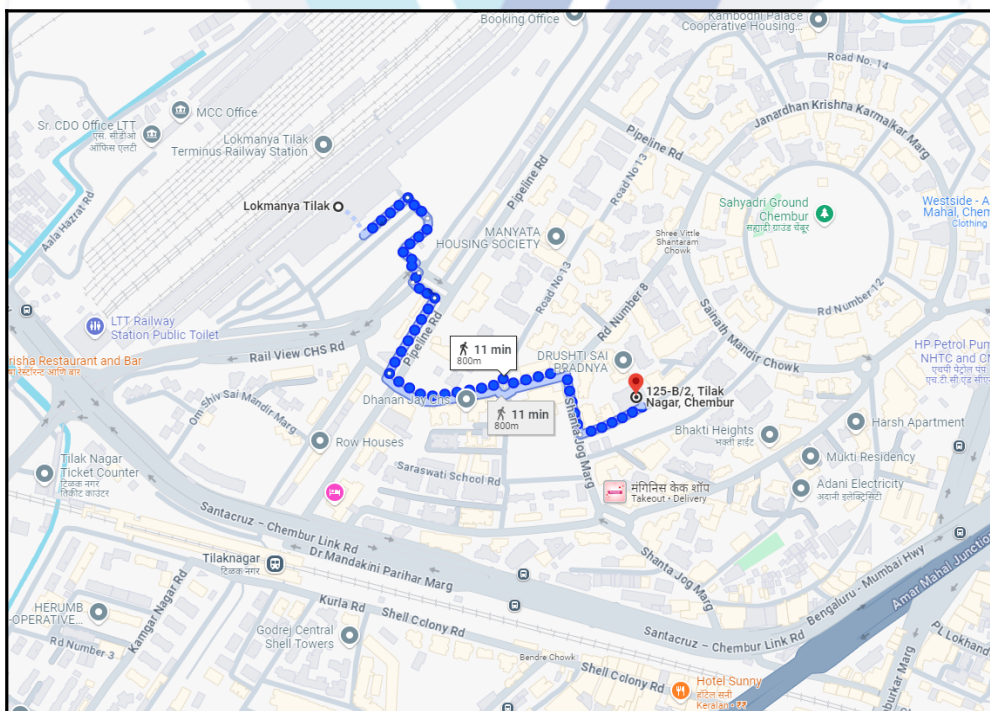 Booking Office
Kambodhi Palace
Cooperative Housing...
Road No. 14
MCC Office
Sr. CDO Office LTT
एस. सीडीओ
ऑफिस एलटी
Lokmanya Tilak
Terminus Railway Station
Janardhan Krishna Karmalkar Marg
Pipeline Rd
Road No 13
Pipeline Rd
Aala Hazrat Rd
Lokmanya Tilak
Sahyadri Ground
Chembur
सह्याद्री ग्राउंड चेंबूर
Westside - A
Mahal, Chem
Clothing
MANYATA
HOUSING SOCIETY
Shree Vittle
Shantaram
Chowk
Road No 13
Rd Number 8
Rd Number 12
Sainath Mandir Chowk
LTT Railway
Station Public Toilet
Pipeline Rd
Rail View CHS Rd
HP Petrol Pum
NHTC and CN
एचपी पेट्रोल पंप
risha Restaurant and Bar
11 min
800m
DRUSHTI SAI
PRADNYA
125-B/2, Tilak
Nagar, Chembur
Om Shiv Sai Mandir Marg
Dhanan Jay Chs
11 min
800m
Shanta Jog Marg
Harsh Apartment
Bhakti Heights
भक्ती हाईट
Row Houses
Mukti Residency
Tilak Nagar
Ticket Counter
टिळक नगर
तिकीट काउंटर
Saraswati School Rd
मंगिनिस केक शॉप
Takeout • Delivery
Adani Electricity
अदानी इलेक्ट्रिसिटी
Santacruz – Chembur Link Rd
Dr Mandakini Parihar Marg
Tilaknagar
टिळक नगर
Shanta Jog Marg
Bengaluru - Mumbai Hwy
Amar Mahal Junction
Kamgar Nagar Rd
Kurla Rd
Shell Colony Rd
HERUMB
-OPERATIVE...
Rd Number 3
Godrej Central
Shell Towers
Santacruz – Chembur Link Rd
PL Lokhand
Bendre Chowk
Shell Colony Rd
Hotel Sunny
हॉटेल सनी
Keralan • ₹₹
burkar Marg